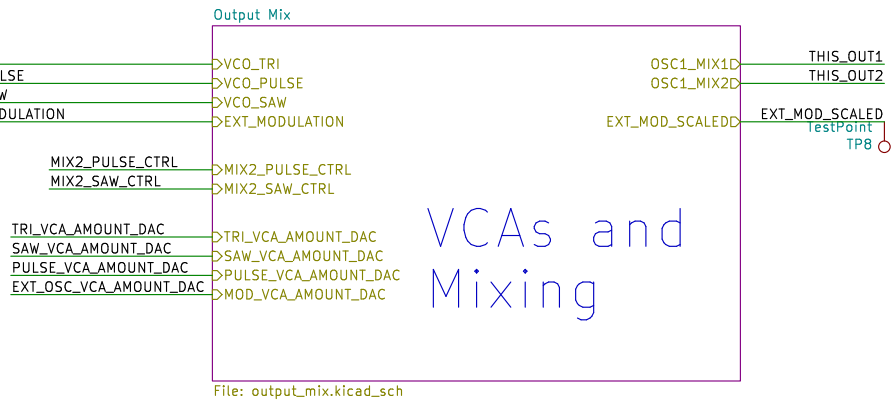 Output Mix
VCO_TRI OSC1_MIX1 THIS_OUT1
LSE VCO_PULSE OSC1_MIX2 THIS_OUT2
W VCO_SAW
DULATION EXT_MODULATION EXT_MOD_SCALED EXT_MOD_SCALED
TestPoint
TP8
MIX2_PULSE_CTRL MIX2_PULSE_CTRL
MIX2_SAW_CTRL MIX2_SAW_CTRL
TRI_VCA_AMOUNT_DAC TRI_VCA_AMOUNT_DAC
SAW_VCA_AMOUNT_DAC SAW_VCA_AMOUNT_DAC
PULSE_VCA_AMOUNT_DAC PULSE_VCA_AMOUNT_DAC
EXT_OSC_VCA_AMOUNT_DAC MOD_VCA_AMOUNT_DAC
VCAs and
Mixing
File: output_mix.kicad_sch